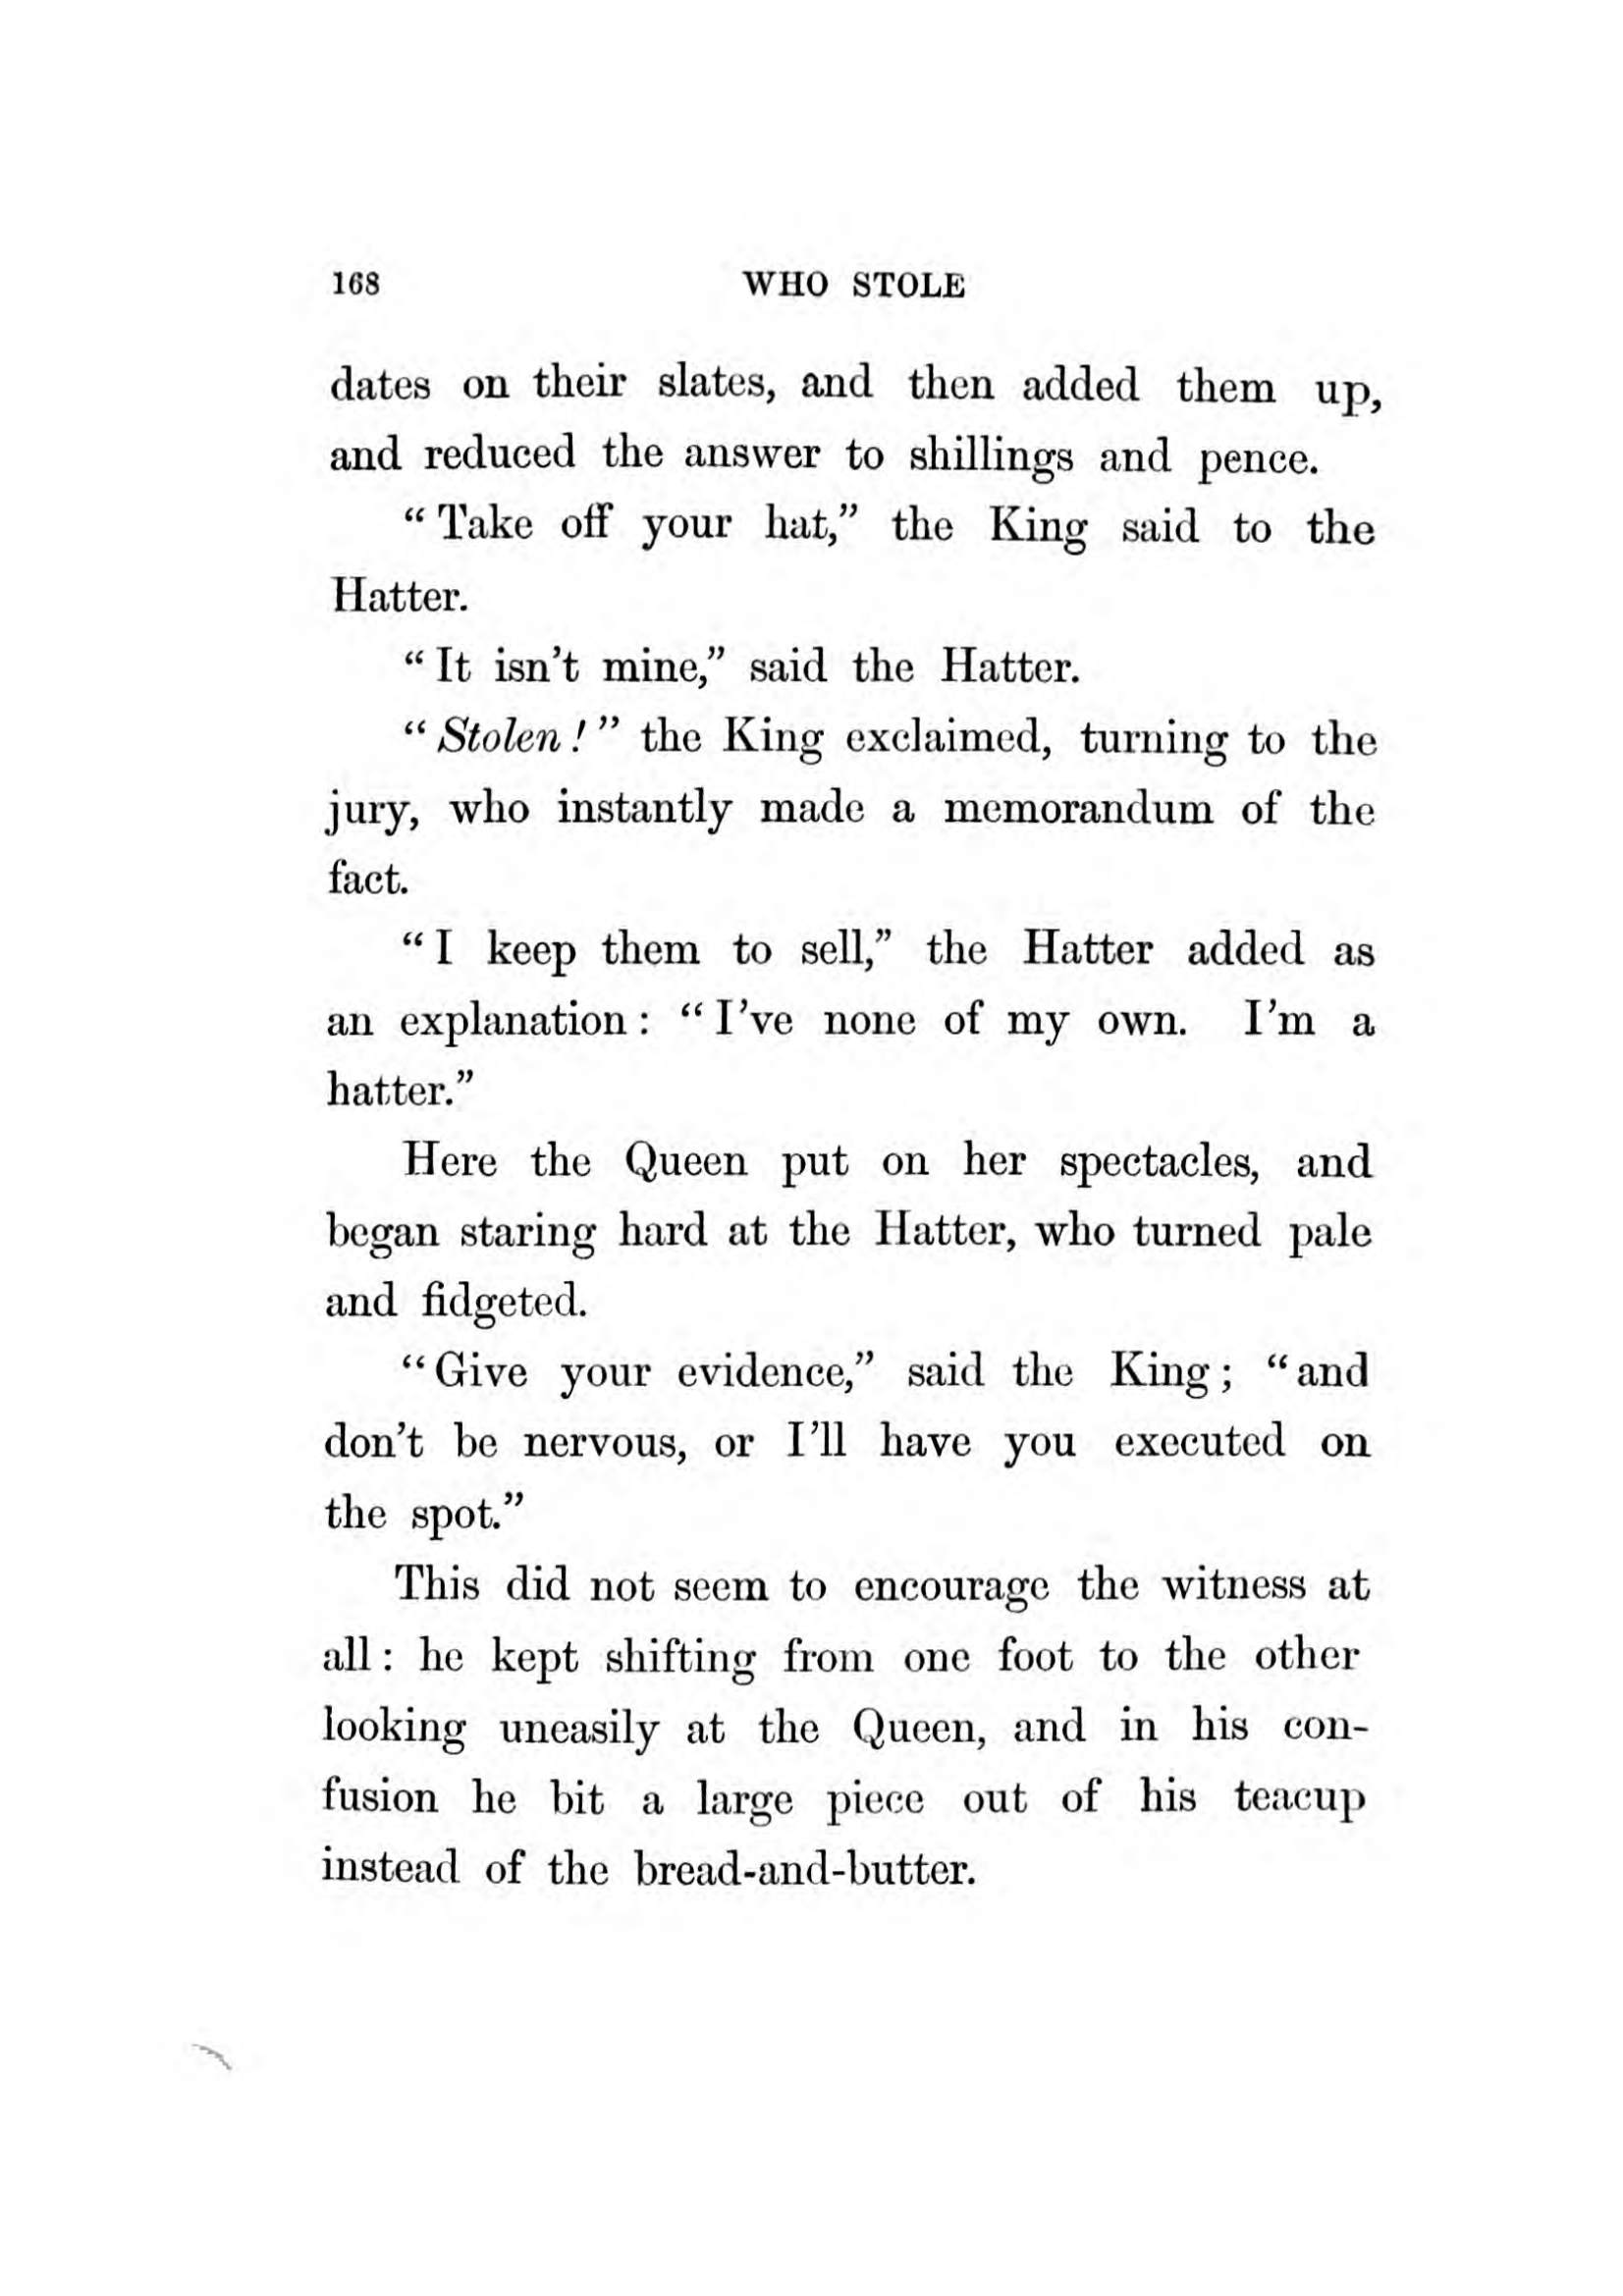 168 WHO STOLE
dates on their slates, and then added them up,
and reduced the answer to shillings and pence.
“ Take off your hat,” the King said to the
Hatter.
“ It isn’t mine,” said the Hatter.
“ Stolen ! ” the King exclaimed, turning to the
jury, who instantly made a memorandum of the
fact.
“ I keep them to sell,” the Hatter added as
an explanation : “ I’ve none of my own. I’m a
hatter.”
Here the Queen put on her spectacles, and
began staring hard at the Hatter, who turned pale
and fidgeted.
“ Give your evidence,” said the King ; “ and
don’t be nervous, or I’ll have you executed on
the spot.”
This did not seem to encourage the witness at
all : he kept shifting from one foot to the other
looking uneasily at the Queen, and in his con-
fusion he bit a large piece out of his teacup
instead of the bread-and-butter.